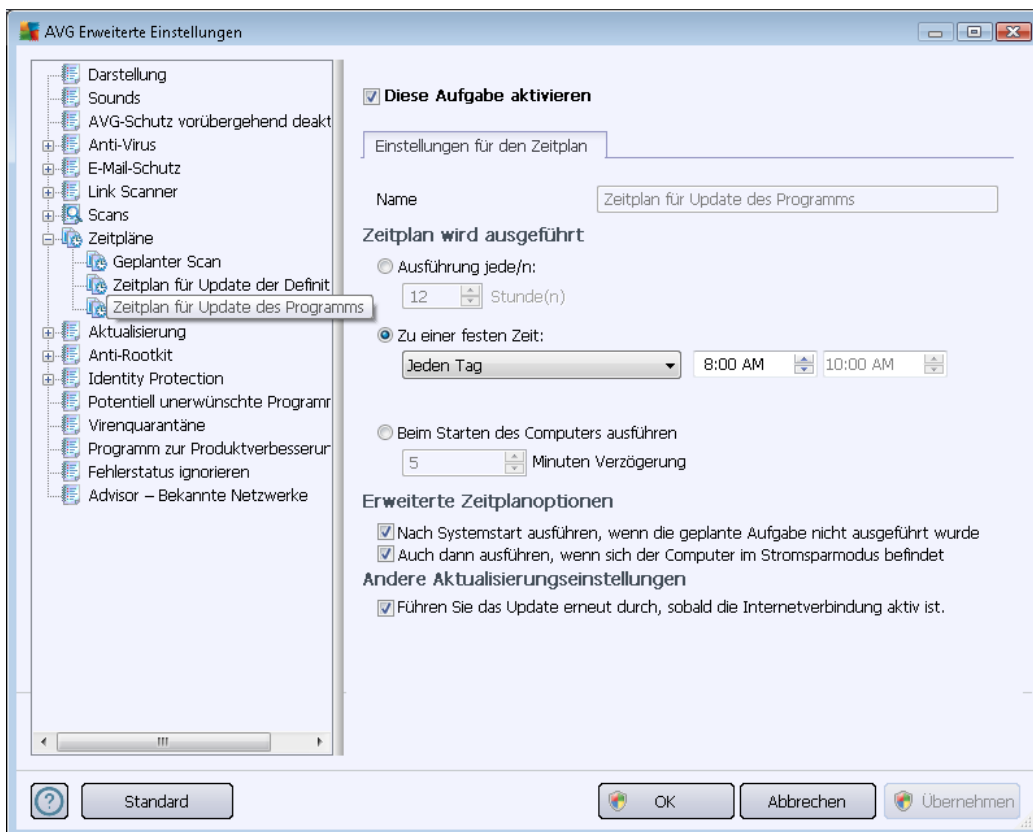 AVG Erweiterte Einstellungen
Darstellung
Sounds
AVG-Schutz vorübergehend deakt
Anti-Virus
E-Mail-Schutz
Link Scanner
Scans
Zeitpläne
Geplanter Scan
Zeitplan für Update der Definit
Zeitplan für Update des Programms
Aktualisierung
Anti-Rootkit
Identity Protection
Potentiell unerwünschte Programm
Virenquarantäne
Programm zur Produktverbesserun
Fehlerstatus ignorieren
Advisor – Bekannte Netzwerke
Diese Aufgabe aktivieren
Einstellungen für den Zeitplan
Name
Zeitplan für Update des Programms
Zeitplan wird ausgeführt
Ausführung jede/n:
12 Stunde(n)
Zu einer festen Zeit:
Jeden Tag 8:00 AM 10:00 AM
Beim Starten des Computers ausführen
5 Minuten Verzögerung
Erweiterte Zeitplanoptionen
Nach Systemstart ausführen, wenn die geplante Aufgabe nicht ausgeführt wurde
Auch dann ausführen, wenn sich der Computer im Stromsparmodus befindet
Andere Aktualisierungseinstellungen
Führen Sie das Update erneut durch, sobald die Internetverbindung aktiv ist.
? Standard OK Abbrechen Übernehmen